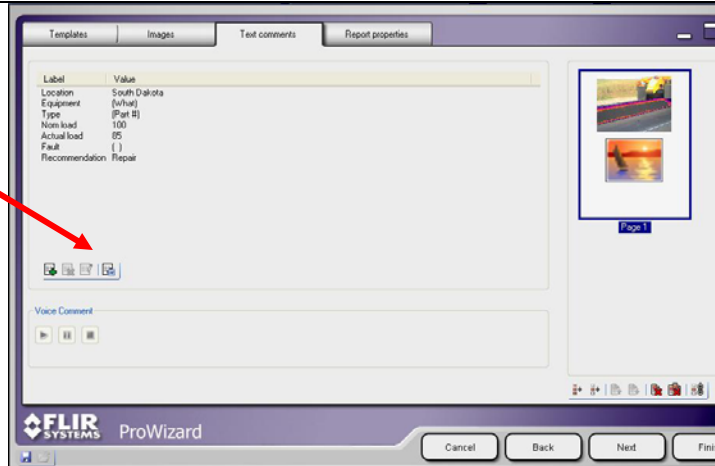 Templates Images Text comments Report properties
Label Value
Location South Dakota
Equipment (What)
Type (Part #)
Nom load 100
Actual load 85
Fault ( )
Recommendation Repair
Page 1
Voice Comment
FLIR
SYSTEMS
ProWizard
Cancel Back Next Fini